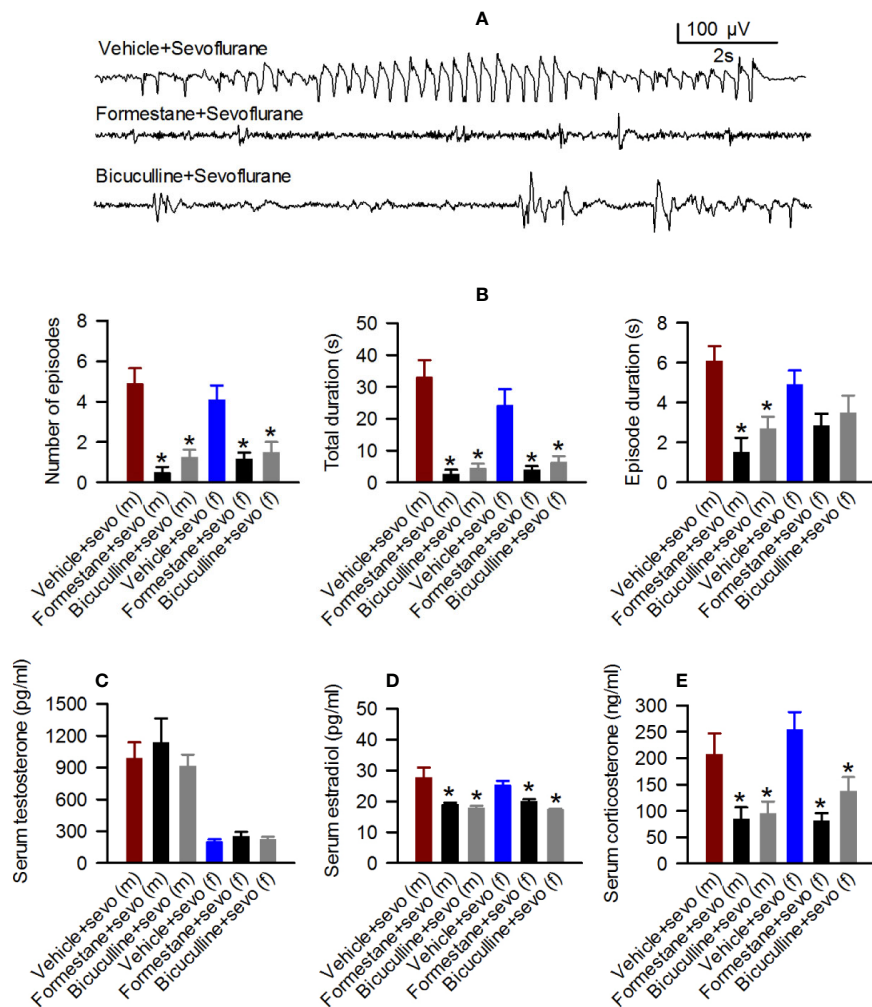 A
100 µV
2s
Vehicle+Sevoflurane
Formestane+Sevoflurane
Bicuculline+Sevoflurane
B
Number of episodes
8
6
4
2
0
* * * *
Vehicle+sevo (m)
Formestane+sevo (m)
Bicuculline+sevo (m)
Vehicle+sevo (f)
Formestane+sevo (f)
Bicuculline+sevo (f)
Total duration (s)
50
40
30
20
10
0
* * * *
Vehicle+sevo (m)
Formestane+sevo (m)
Bicuculline+sevo (m)
Vehicle+sevo (f)
Formestane+sevo (f)
Bicuculline+sevo (f)
Episode duration (s)
8
6
4
2
0
* *
Vehicle+sevo (m)
Formestane+sevo (m)
Bicuculline+sevo (m)
Vehicle+sevo (f)
Formestane+sevo (f)
Bicuculline+sevo (f)
C
Serum testosterone (pg/ml)
1500
1200
900
600
300
0
Vehicle+sevo (m)
Formestane+sevo (m)
Bicuculline+sevo (m)
Vehicle+sevo (f)
Formestane+sevo (f)
Bicuculline+sevo (f)
D
Serum estradiol (pg/ml)
50
40
30
20
10
0
* * * *
Vehicle+sevo (m)
Formestane+sevo (m)
Bicuculline+sevo (m)
Vehicle+sevo (f)
Formestane+sevo (f)
Bicuculline+sevo (f)
E
Serum corticosterone (ng/ml)
300
250
200
150
100
50
0
* * * *
Vehicle+sevo (m)
Formestane+sevo (m)
Bicuculline+sevo (m)
Vehicle+sevo (f)
Formestane+sevo (f)
Bicuculline+sevo (f)